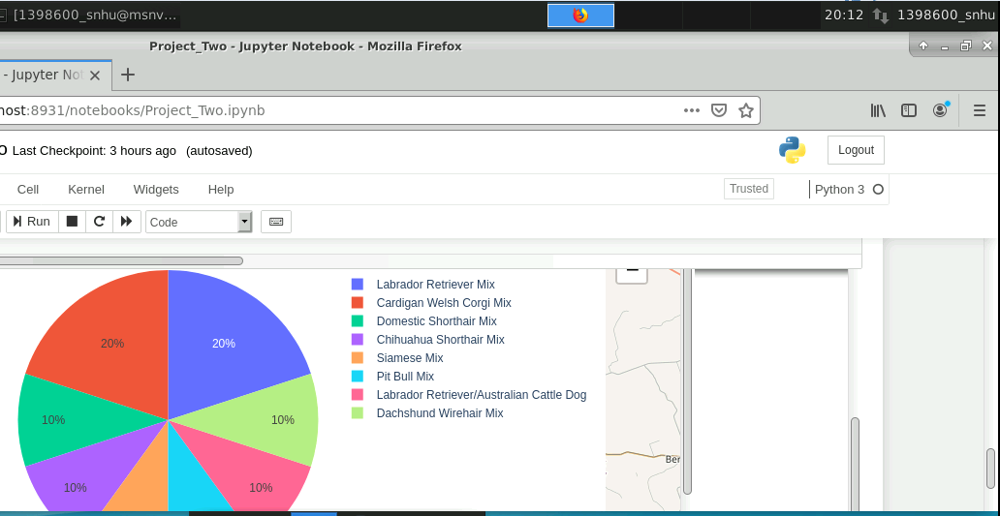 [1398600_snhu@msnv...
20:12
1398600_snhu
Project_Two - Jupyter Notebook - Mozilla Firefox
- Jupyter Not
ost:8931/notebooks/Project_Two.ipynb
Last Checkpoint: 3 hours ago (autosaved)
Logout
Cell Kernel Widgets Help
Trusted
Python 3
Run
Code
Labrador Retriever Mix
Cardigan Welsh Corgi Mix
Domestic Shorthair Mix
Chihuahua Shorthair Mix
Siamese Mix
Pit Bull Mix
Labrador Retriever/Australian Cattle Dog
Dachshund Wirehair Mix
20%
20%
10%
10%
10%
10%
Ber